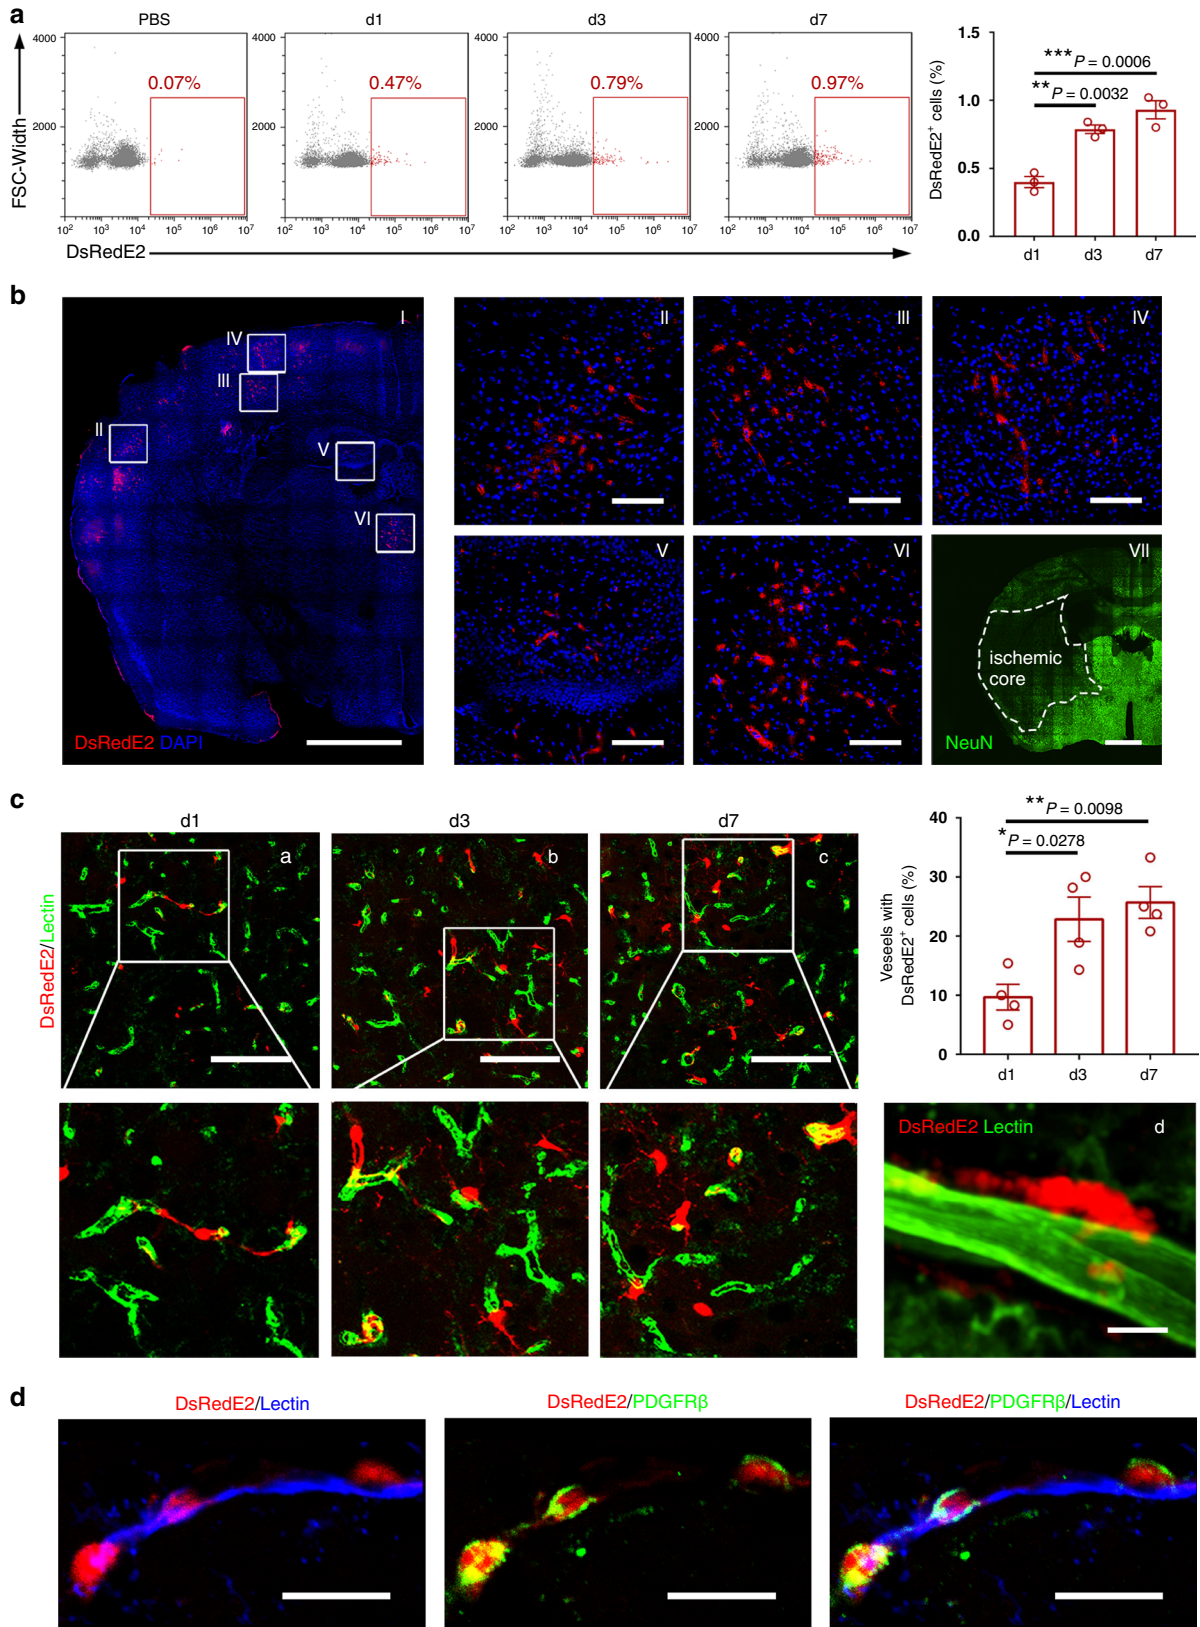 a
PBS
d1
d3
d7
4000
2000
FSC-Width
0.07%
10² 10³ 10⁴ 10⁵ 10⁶ 10⁷
4000
2000
0.47%
10² 10³ 10⁴ 10⁵ 10⁶ 10⁷
4000
2000
0.79%
10² 10³ 10⁴ 10⁵ 10⁶ 10⁷
4000
2000
0.97%
10² 10³ 10⁴ 10⁵ 10⁶ 10⁷
DsRedE2
DsRedE2⁺ cells (%)
1.5
1.0
0.5
0.0
***P = 0.0006
**P = 0.0032
d1 d3 d7
b
I
IV
III
II
V
VI
DsRedE2 DAPI
II
III
IV
V
VI
VII
ischemic
core
NeuN
c
d1
d3
d7
DsRedE2/Lectin
a
b
c
Veseels with
DsRedE2⁺ cells (%)
40
30
20
10
0
**P = 0.0098
*P = 0.0278
d1 d3 d7
DsRedE2 Lectin
d
d
DsRedE2/Lectin
DsRedE2/PDGFRβ
DsRedE2/PDGFRβ/Lectin